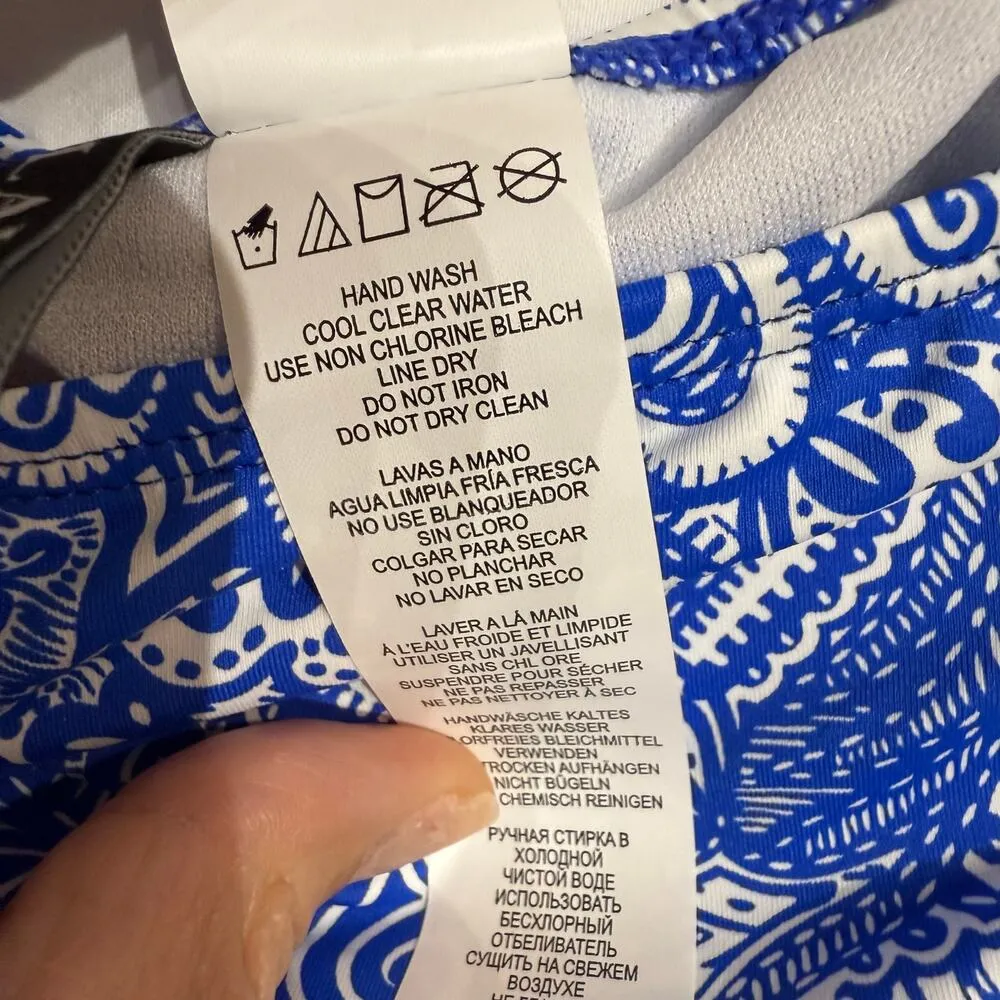 HAND WASH
COOL CLEAR WATER
USE NON CHLORINE BLEACH
LINE DRY
DO NOT IRON
DO NOT DRY CLEAN
LAVAS A MANO
AGUA LIMPIA FRÍA FRESCA
NO USE BLANQUEADOR
SIN CLORO
COLGAR PARA SECAR
NO PLANCHAR
NO LAVAR EN SECO
LAVER A LÁ MAIN
À L'EAU FROIDE ET LIMPIDE
UTILISER UN JAVELLISANT
SANS CHL ORE
SUSPENDRE POUR SÉCHER
NE PAS REPASSER
NE PAS NETTOYER À SEC
HANDWÄSCHE KALTES
KLARES WASSER
ORFREIES BLEICHMITTEL
VERWENDEN
TROCKEN AUFHÄNGEN
NICHT BÜGELN
CHEMISCH REINIGEN
РУЧНАЯ СТИРКА В
ХОЛОДНОЙ
ЧИСТОЙ ВОДЕ
ИСПОЛЬЗОВАТЬ
БЕСХЛОРНЫЙ
ОТБЕЛИВАТЕЛЬ
СУЩИТЬ НА СВЕЖЕМ
ВОЗДУХЕ